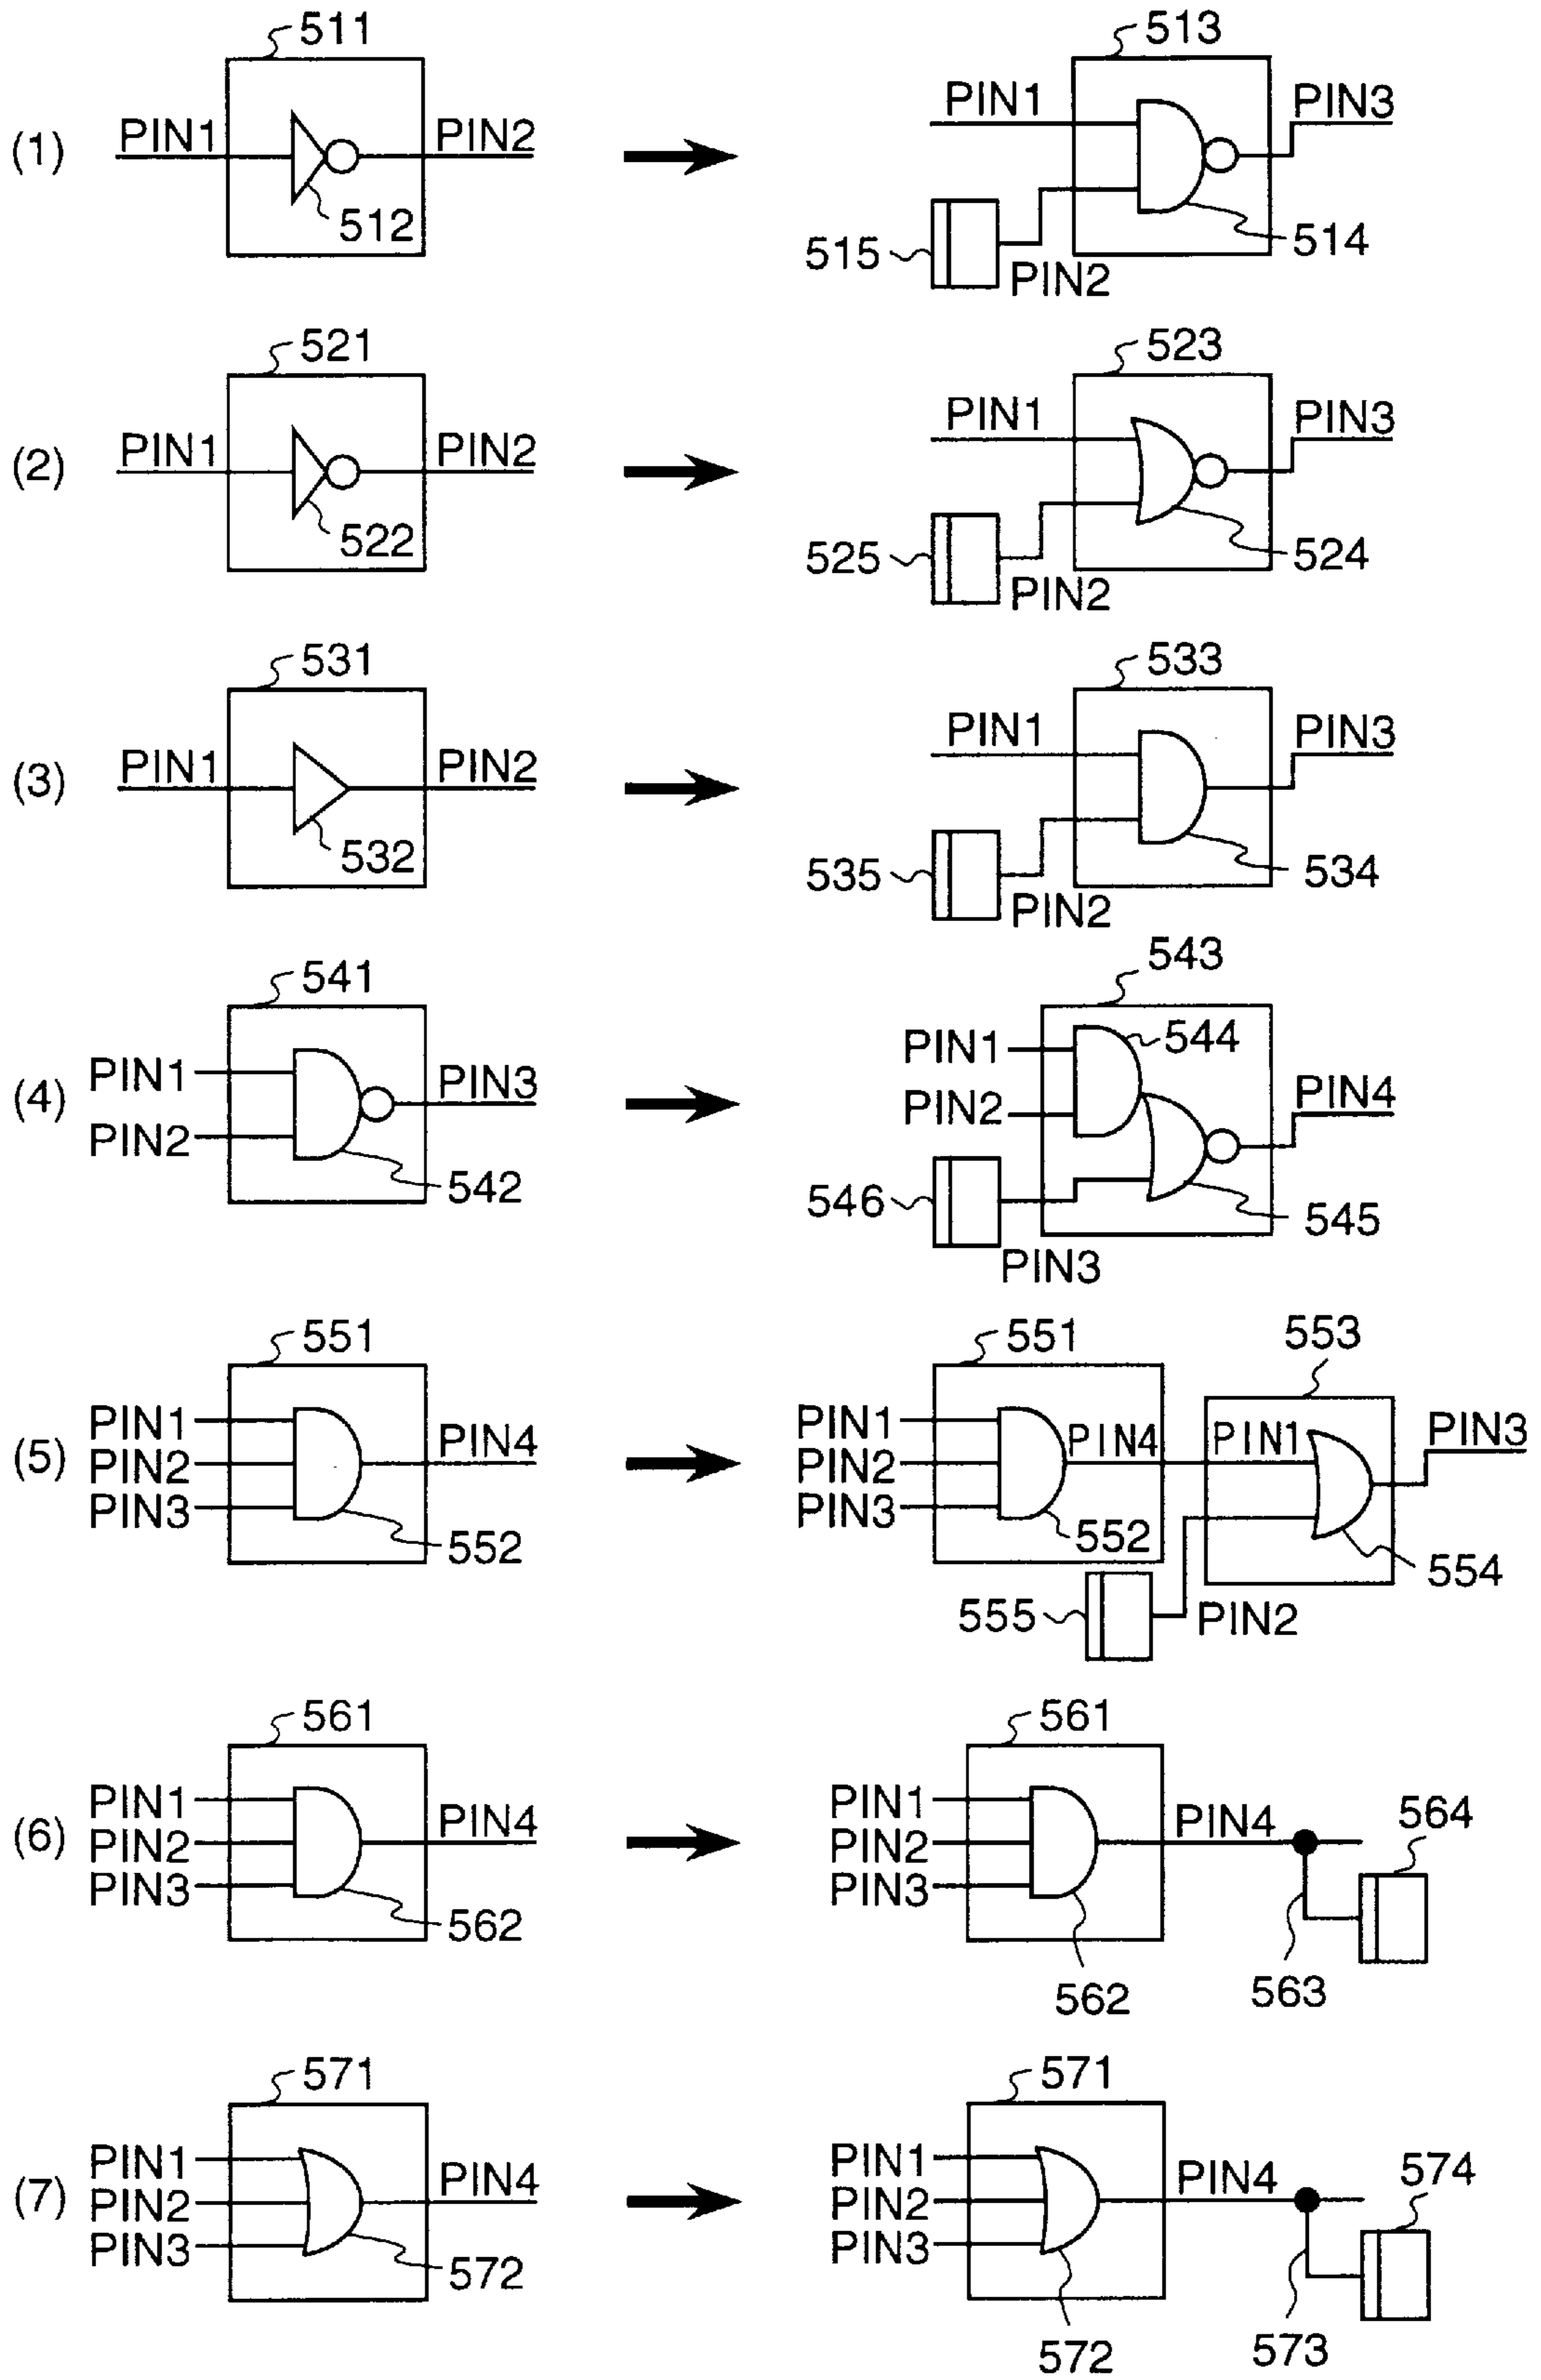 511
513
(1)
PIN1
PIN2
512
PIN1
PIN3
514
515
PIN2
521
523
(2)
PIN1
PIN2
522
PIN1
PIN3
524
525
PIN2
531
533
(3)
PIN1
PIN2
532
PIN1
PIN3
534
535
PIN2
541
543
(4)
PIN1
PIN2
PIN3
542
PIN1
PIN2
544
PIN4
545
546
PIN3
551
551
553
(5)
PIN1
PIN2
PIN3
PIN4
552
PIN1
PIN2
PIN3
PIN4
552
PIN1
PIN3
554
555
PIN2
561
561
(6)
PIN1
PIN2
PIN3
PIN4
562
PIN1
PIN2
PIN3
PIN4
564
562
563
571
571
(7)
PIN1
PIN2
PIN3
PIN4
572
PIN1
PIN2
PIN3
PIN4
574
572
573